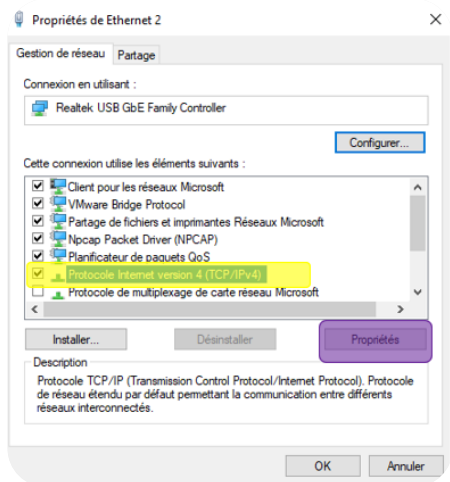 Propriétés de Ethernet 2
Gestion de réseau Partage
Connexion en utilisant :
Realtek USB GbE Family Controller
Configurer...
Cette connexion utilise les éléments suivants :
Client pour les réseaux Microsoft
VMware Bridge Protocol
Partage de fichiers et imprimantes Réseaux Microsoft
Npcap Packet Driver (NPCAP)
Planificateur de paquets QoS
Protocole Internet version 4 (TCP/IPv4)
Protocole de multiplexage de carte réseau Microsoft
Installer... Désinstaller Propriétés
Description
Protocole TCP/IP (Transmission Control Protocol/Internet Protocol). Protocole
de réseau étendu par défaut permettant la communication entre différents
réseaux interconnectés.
OK Annuler